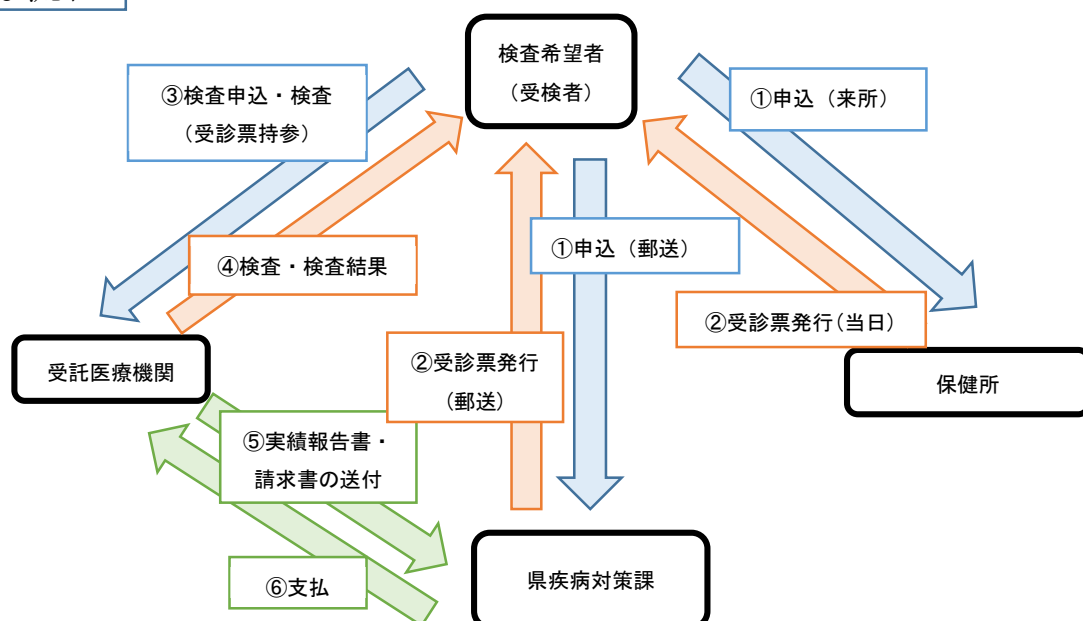 検査希望者
(受検者)
③検査申込・検査
(受診票持参)
①申込(来所)
④検査・検査結果
①申込(郵送)
②受診票発行(当日)
受託医療機関
②受診票発行
(郵送)
保健所
⑤実績報告書・
請求書の送付
県疾病対策課
⑥支払